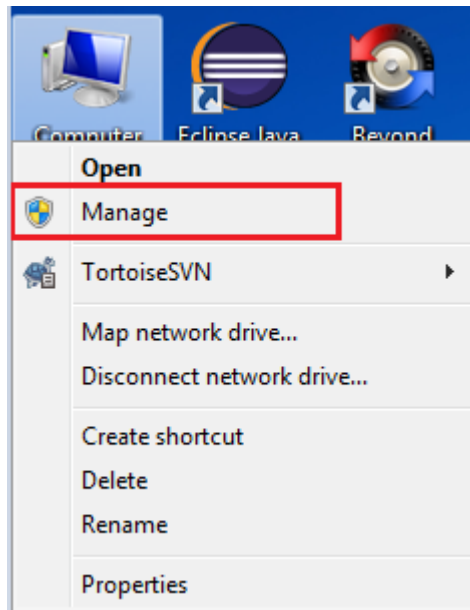 Computer Eclipse Java Beyond
Open
Manage
TortoiseSVN
Map network drive...
Disconnect network drive...
Create shortcut
Delete
Rename
Properties